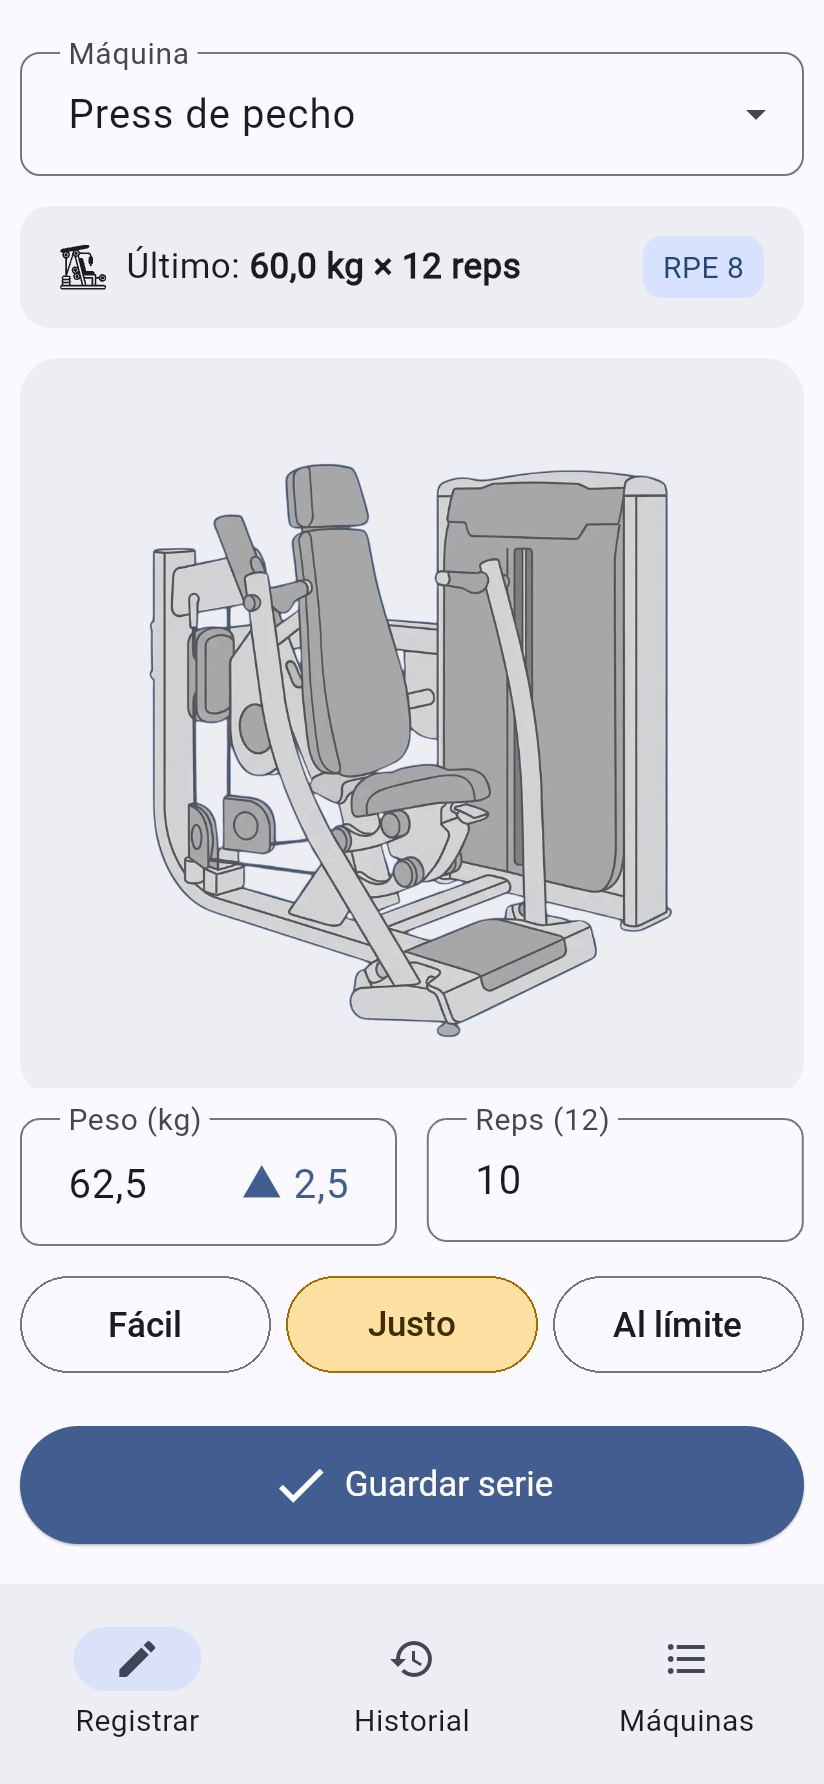 Máquina
Press de pecho
Último: 60,0 kg × 12 reps
RPE 8
Peso (kg)
62,5 ▲ 2,5
Reps (12)
10
Fácil
Justo
Al límite
Guardar serie
Registrar
Historial
Máquinas